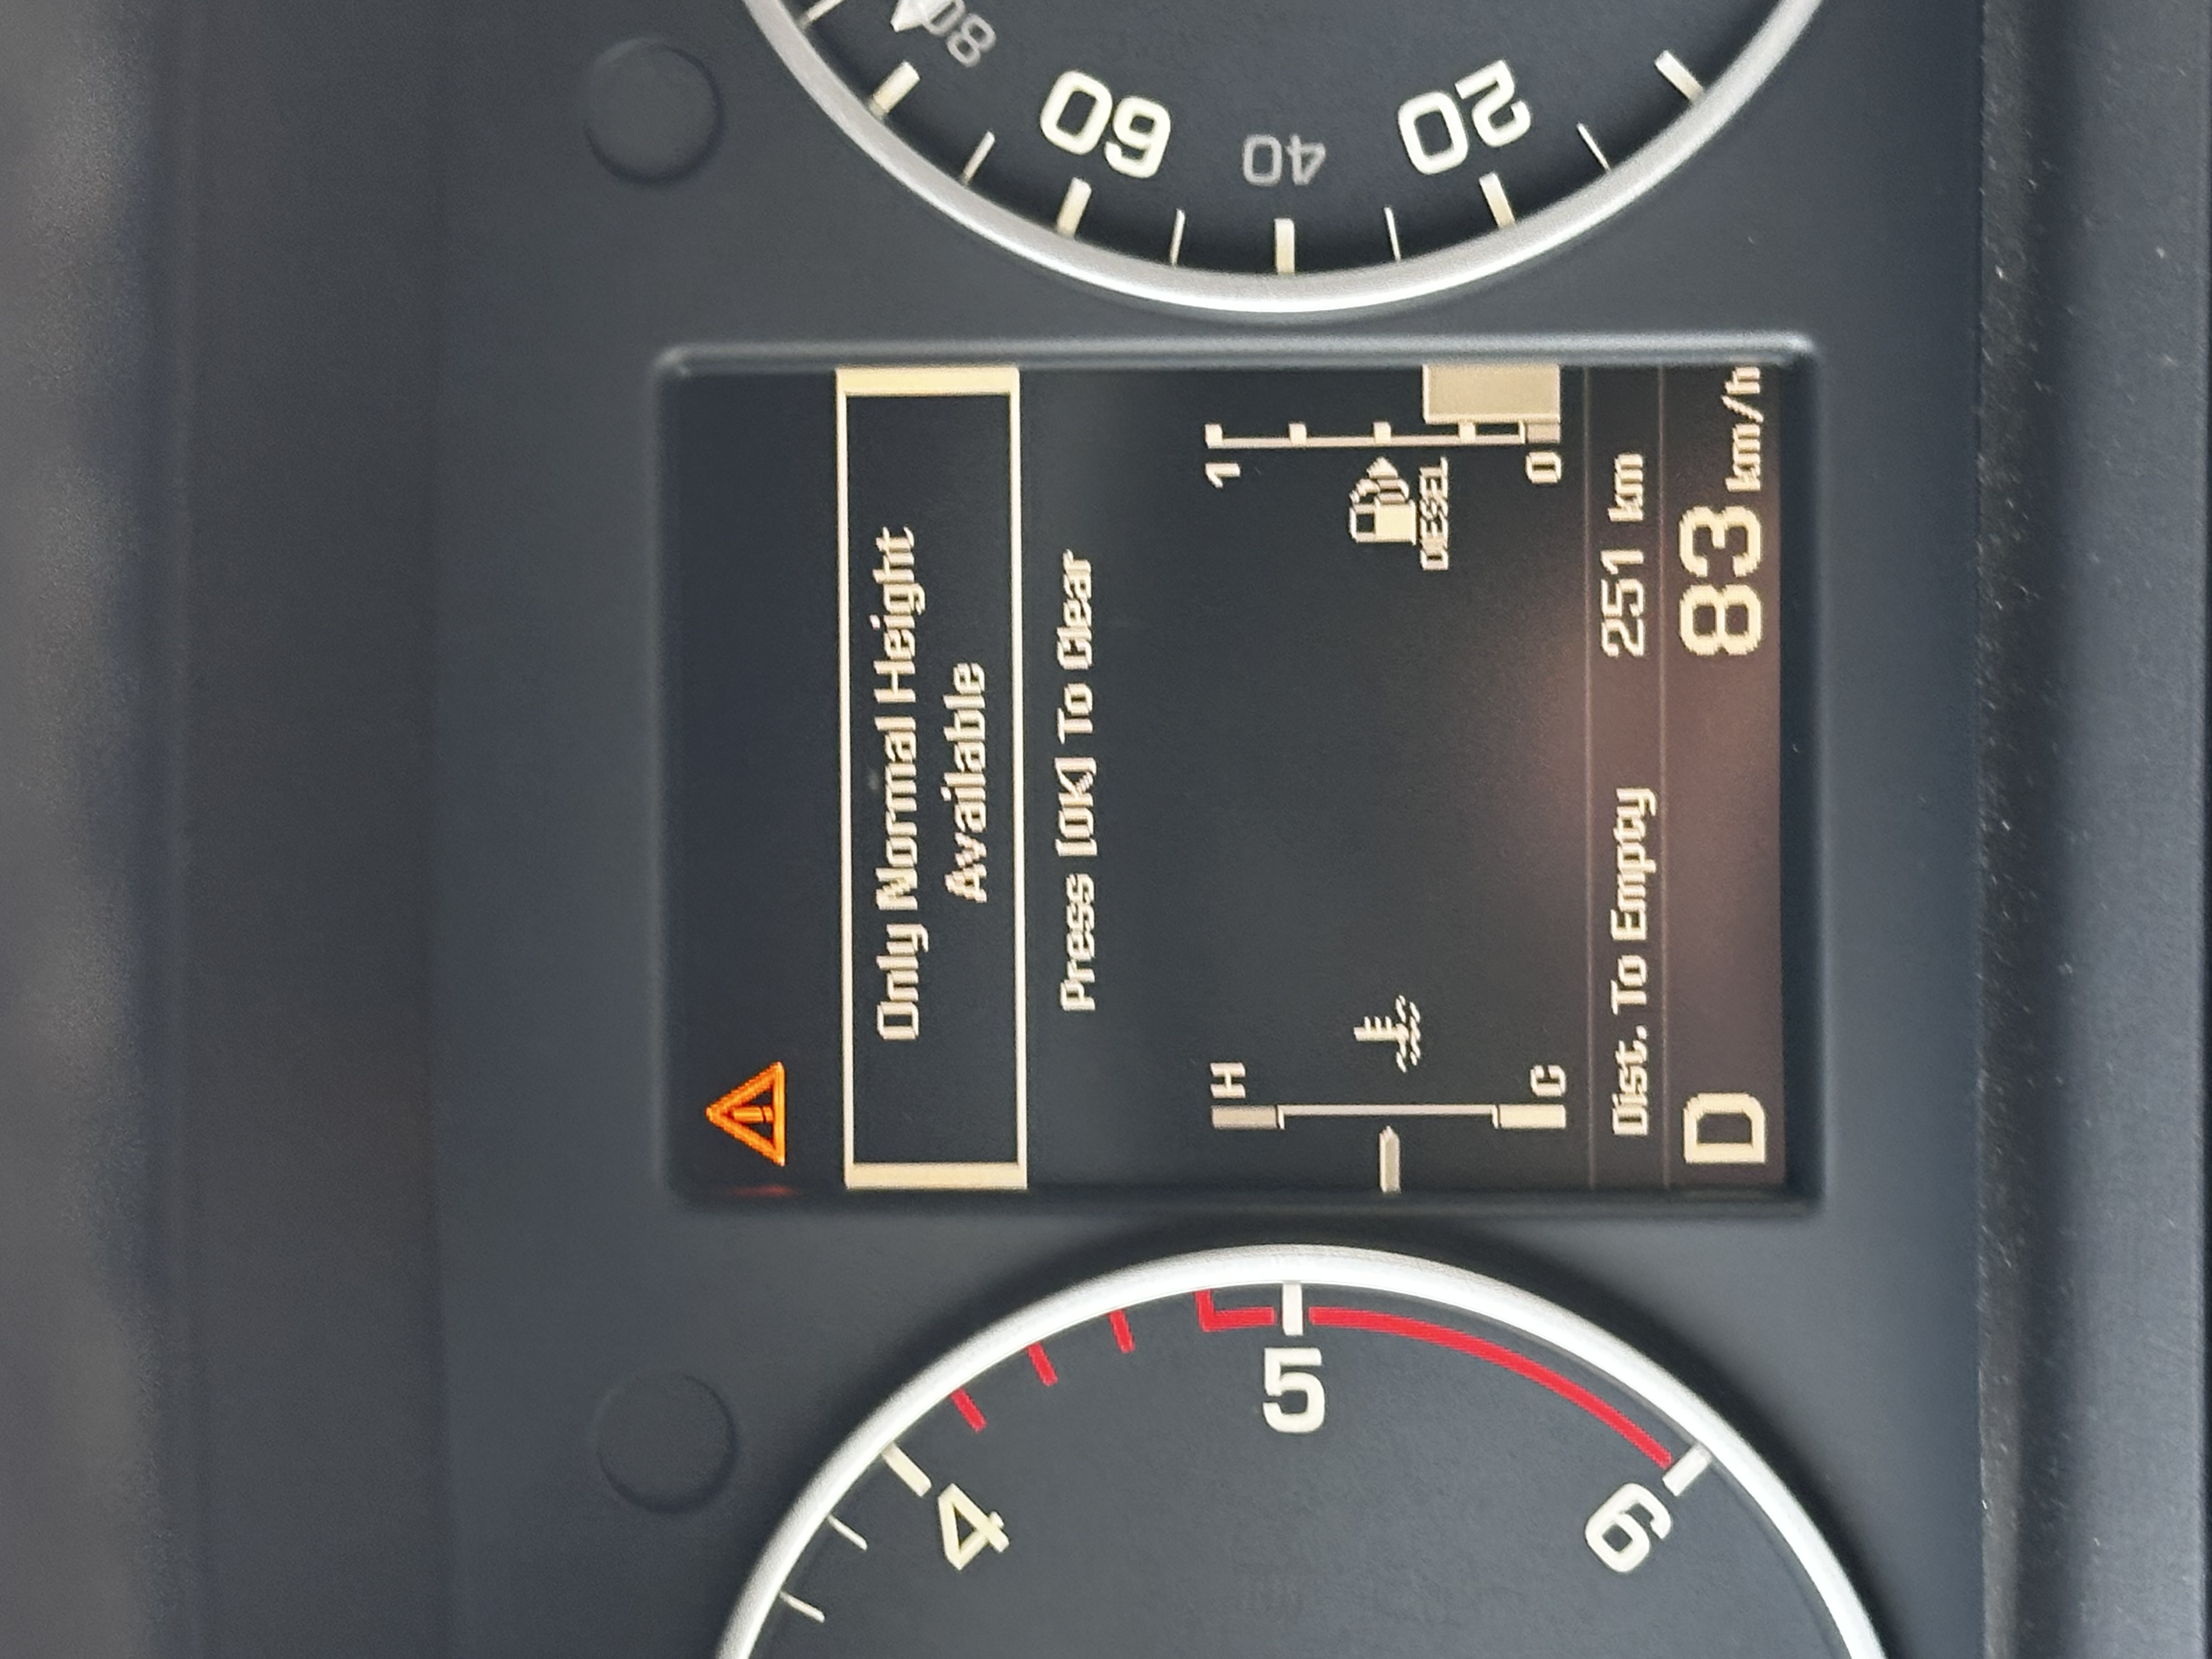 Only Normal Height
Available
Press [OK] To Clear
H
1
DIESEL
C
0
Dist. To Empty 251 km
D 83 km/h
4
5
6
80
60
40
20